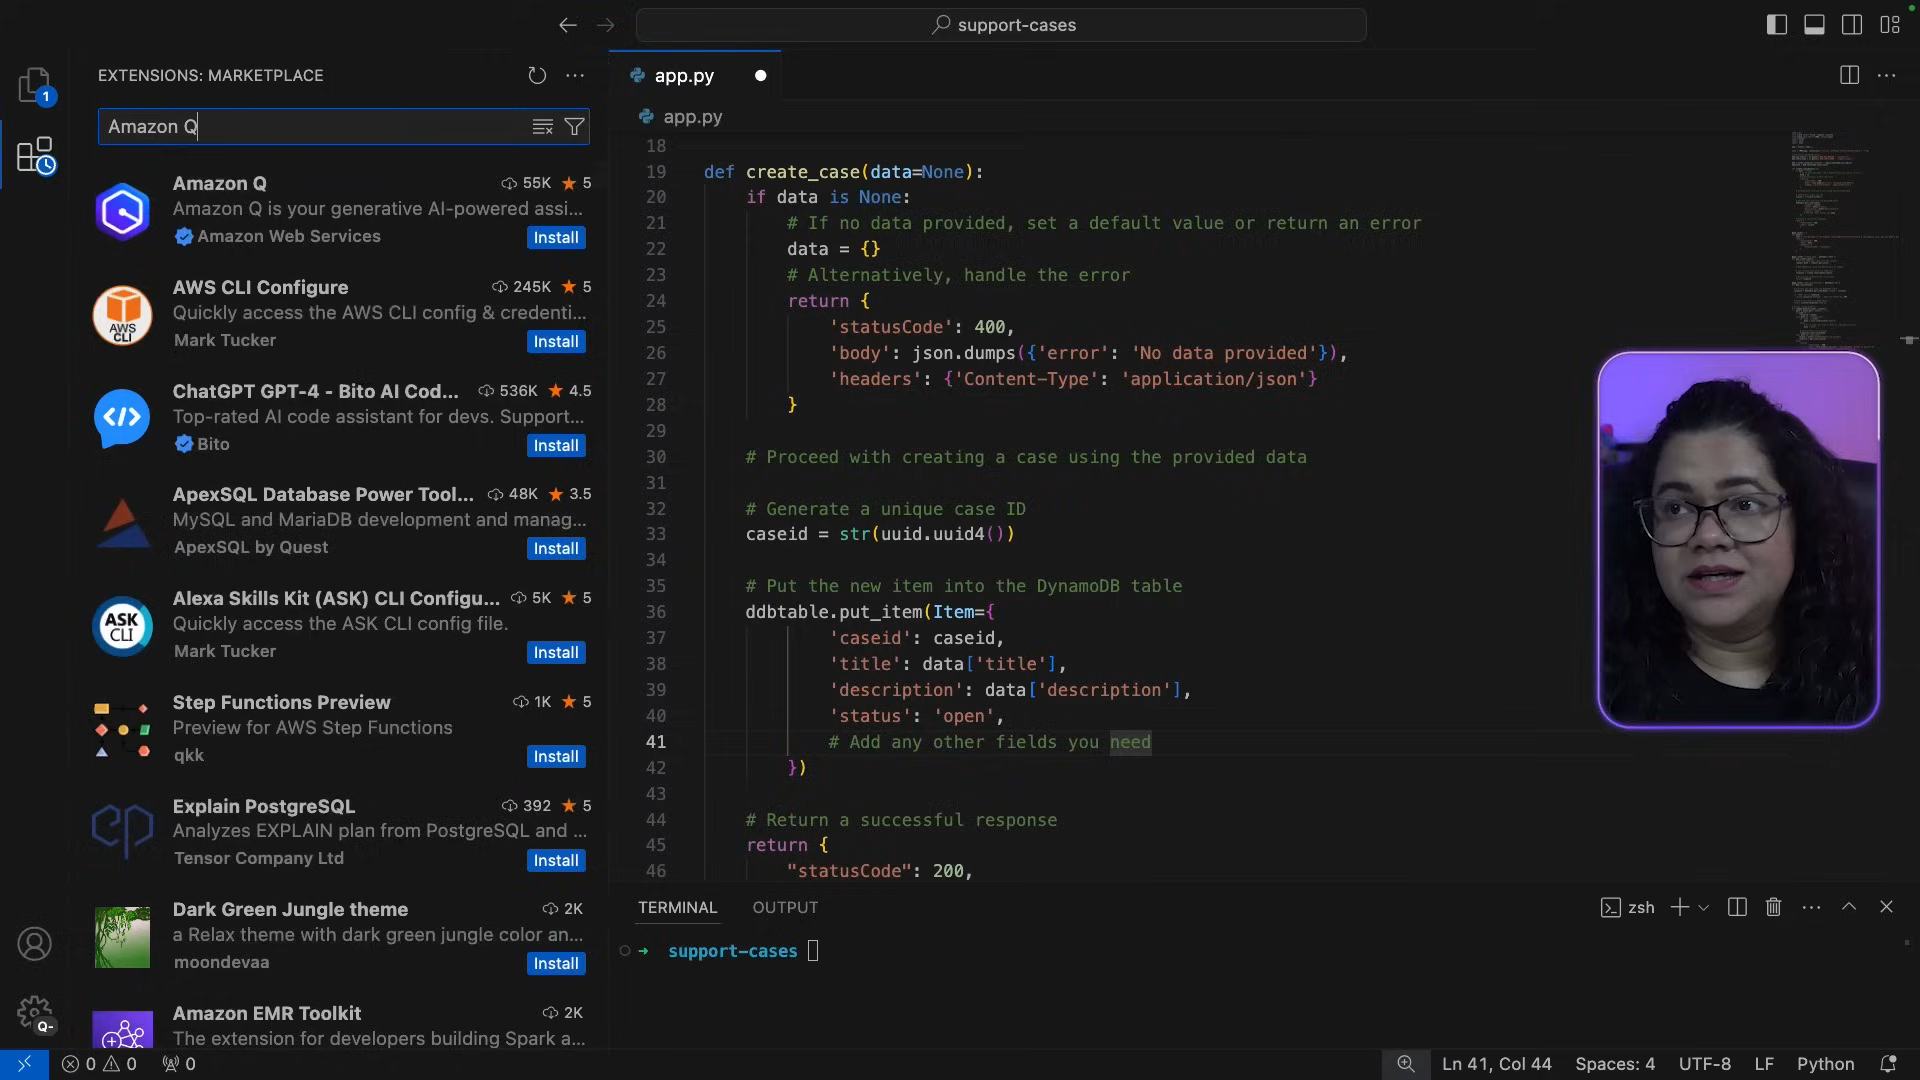 support-cases
EXTENSIONS: MARKETPLACE
Amazon Q
Amazon Q 55K 5
Amazon Q is your generative AI-powered assi...
Amazon Web Services Install
AWS CLI Configure 245K 5
Quickly access the AWS CLI config & credenti...
Mark Tucker Install
AWS
CLI
ChatGPT GPT-4 - Bito AI Cod... 536K 4.5
Top-rated AI code assistant for devs. Support...
Bito Install
ApexSQL Database Power Tool... 48K 3.5
MySQL and MariaDB development and manag...
ApexSQL by Quest Install
Alexa Skills Kit (ASK) CLI Configu... 5K 5
Quickly access the ASK CLI config file.
Mark Tucker Install
ASK
CLI
Step Functions Preview 1K 5
Preview for AWS Step Functions
qkk Install
Explain PostgreSQL 392 5
Analyzes EXPLAIN plan from PostgreSQL and ...
Tensor Company Ltd Install
ep
Dark Green Jungle theme 2K
a Relax theme with dark green jungle color an...
moondevaa Install
Amazon EMR Toolkit 2K
The extension for developers building Spark a...
1
Q-
app.py
app.py
18
19 def create_case(data=None):
20 if data is None:
21 # If no data provided, set a default value or return an error
22 data = {}
23 # Alternatively, handle the error
24 return {
25 'statusCode': 400,
26 'body': json.dumps({'error': 'No data provided'}),
27 'headers': {'Content-Type': 'application/json'}
28 }
29
30 # Proceed with creating a case using the provided data
31
32 # Generate a unique case ID
33 caseid = str(uuid.uuid4())
34
35 # Put the new item into the DynamoDB table
36 ddbtable.put_item(Item={
37 'caseid': caseid,
38 'title': data['title'],
39 'description': data['description'],
40 'status': 'open',
41 # Add any other fields you need
42 })
43
44 # Return a successful response
45 return {
46 "statusCode": 200,
TERMINAL OUTPUT zsh
support-cases
0 0 0 Ln 41, Col 44 Spaces: 4 UTF-8 LF Python